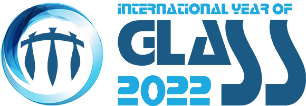 INTERNATIONAL YEAR OF
GLASS
2022